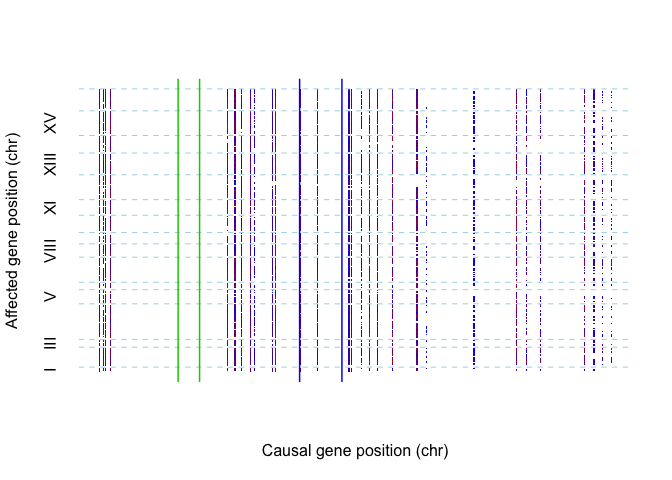 Affected gene position (chr)
XV
XIII
XI
VIII
V
III
I
Causal gene position (chr)